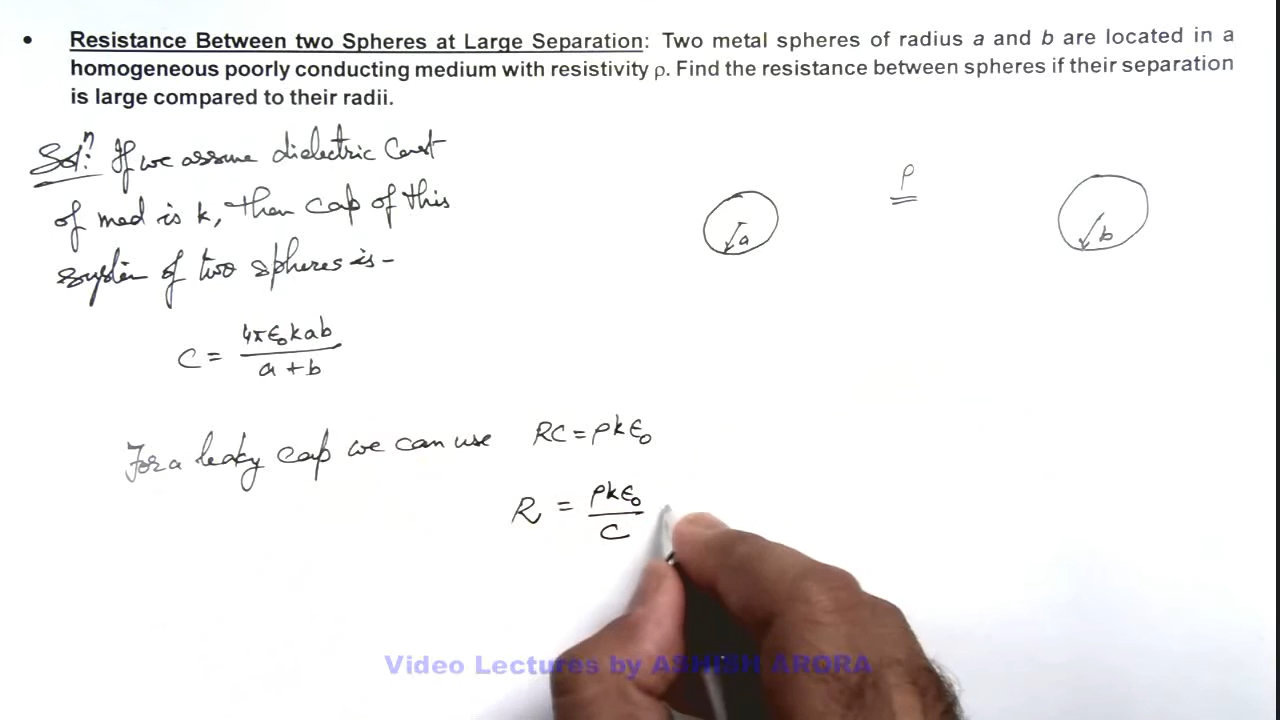 • Resistance Between two Spheres at Large Separation: Two metal spheres of radius a and b are located in a
homogeneous poorly conducting medium with resistivity ρ. Find the resistance between spheres if their separation
is large compared to their radii.
Solⁿ: If we assume dielectric Const
of med is k, then cap of this
system of two spheres is -
C = 4πε₀kab / a + b
ρ
a
b
For a leaky cap we can use RC = ρkε₀
R = ρkε₀ / C
Video Lectures by ASHISH ARORA